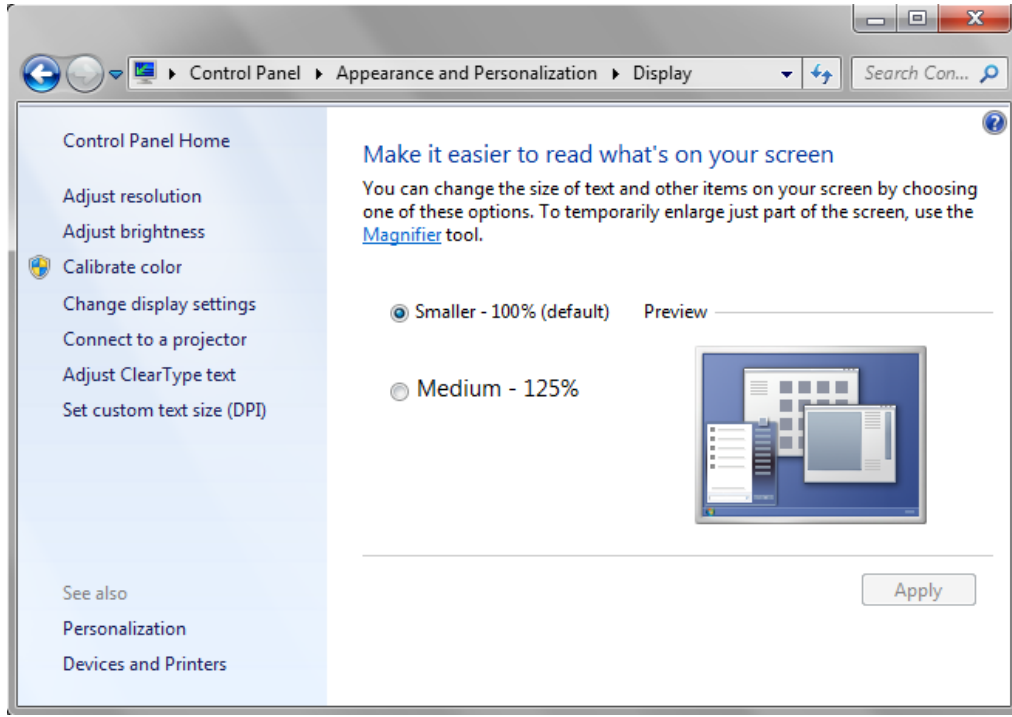 Control Panel ▸ Appearance and Personalization ▸ Display
Search Con...
Control Panel Home
Adjust resolution
Adjust brightness
Calibrate color
Change display settings
Connect to a projector
Adjust ClearType text
Set custom text size (DPI)
See also
Personalization
Devices and Printers
Make it easier to read what's on your screen
You can change the size of text and other items on your screen by choosing
one of these options. To temporarily enlarge just part of the screen, use the
Magnifier tool.
Smaller - 100% (default)
Preview
Medium - 125%
Apply